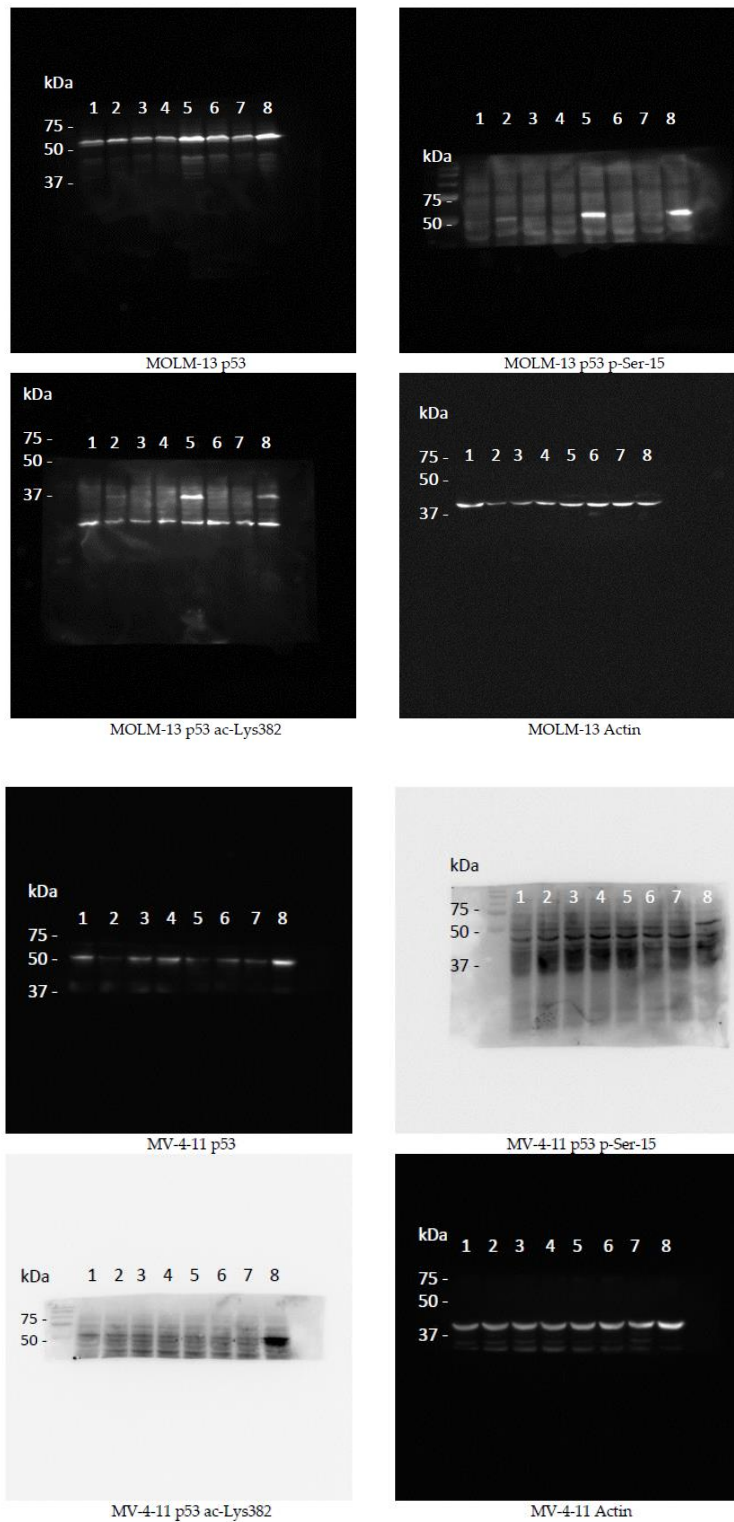 kDa
1 2 3 4 5 6 7 8
75 -
50 -
37 -
MOLM-13 p53
1 2 3 4 5 6 7 8
kDa
75 -
50 -
MOLM-13 p53 p-Ser-15
kDa
75 -
1 2 3 4 5 6 7 8
50 -
37 -
MOLM-13 p53 ac-Lys382
kDa
75 -
1 2 3 4 5 6 7 8
50 -
37 -
MOLM-13 Actin
kDa
1 2 3 4 5 6 7 8
75 -
50 -
37 -
MV-4-11 p53
kDa
1 2 3 4 5 6 7 8
75 -
50 -
37 -
MV-4-11 p53 p-Ser-15
kDa
1 2 3 4 5 6 7 8
75 -
50 -
MV-4-11 p53 ac-Lys382
kDa
1 2 3 4 5 6 7 8
75 -
50 -
37 -
MV-4-11 Actin